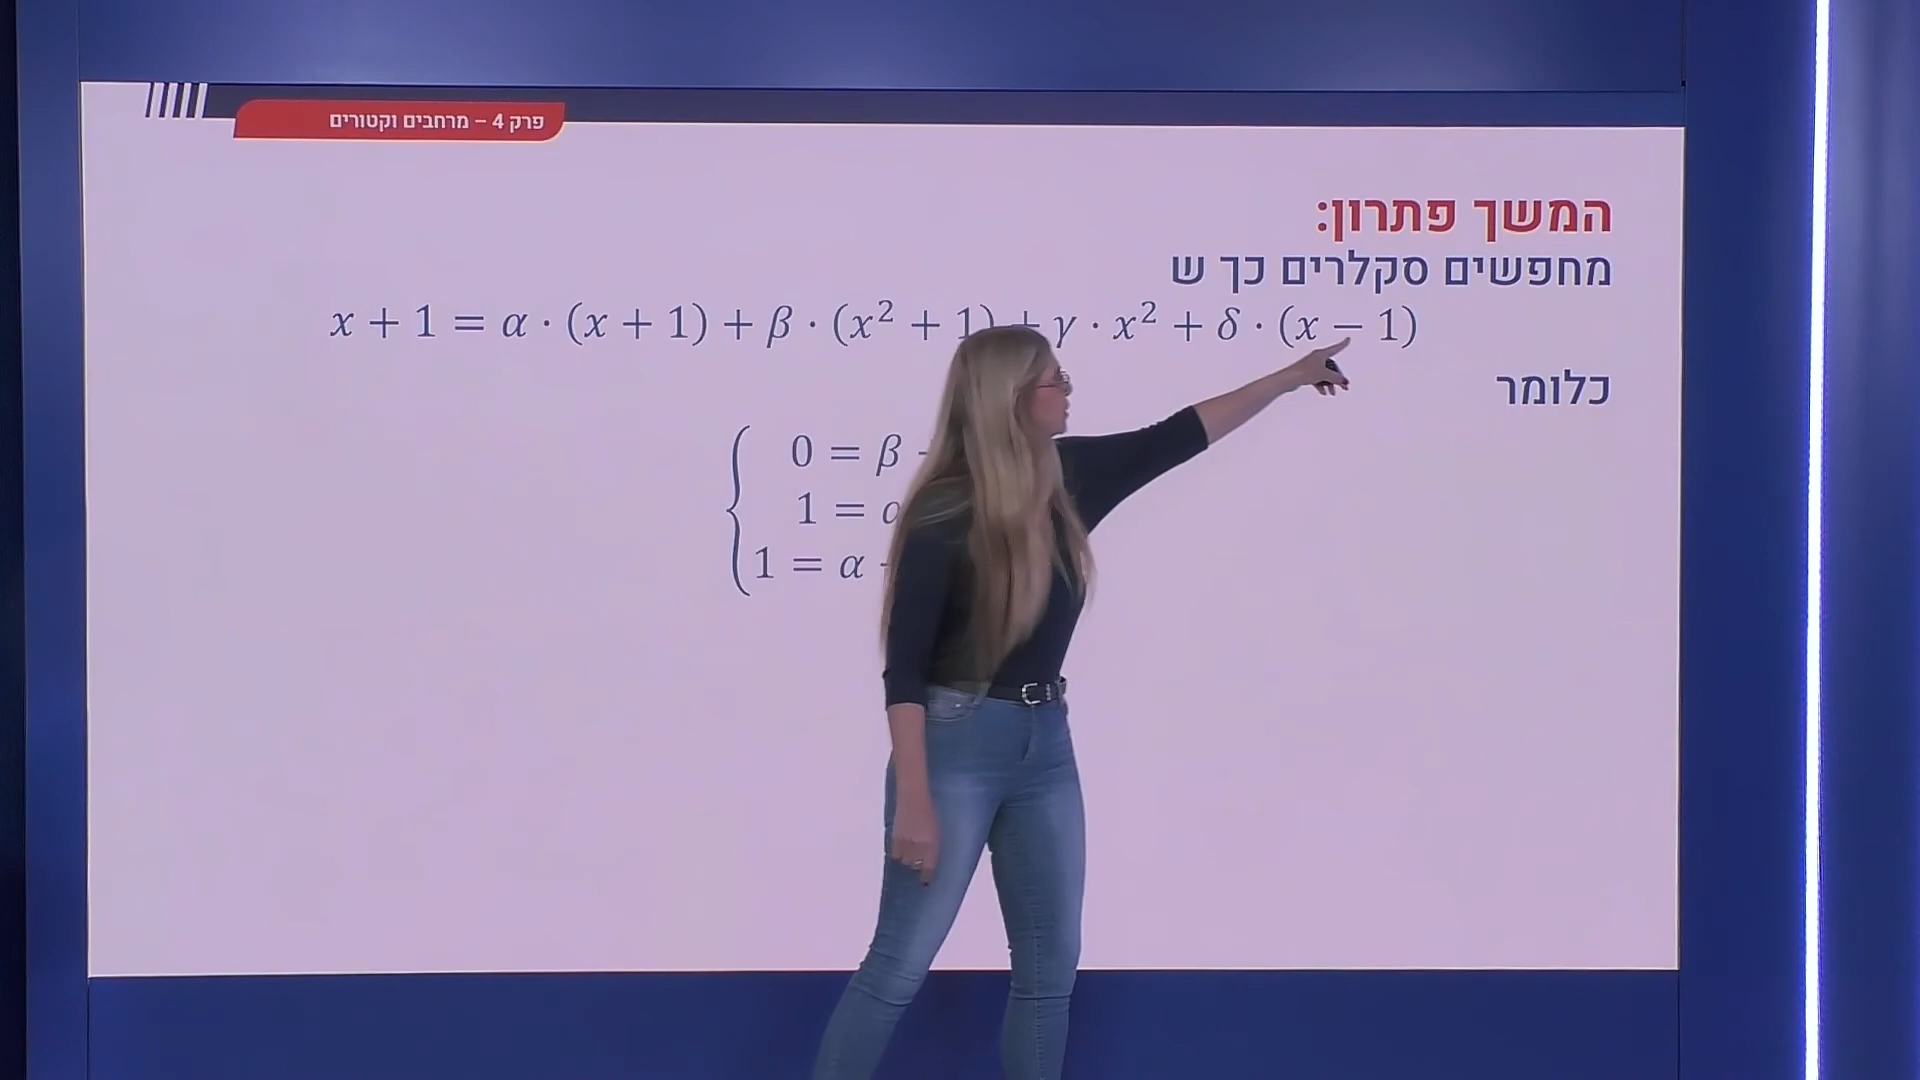 פרק 4 – מרחבים וקטורים
המשך פתרון:
מחפשים סקלרים כך ש
x + 1 = α · (x + 1) + β · (x² + 1) + γ · x² + δ · (x − 1)
כלומר
0 = β
1 =
1 = α